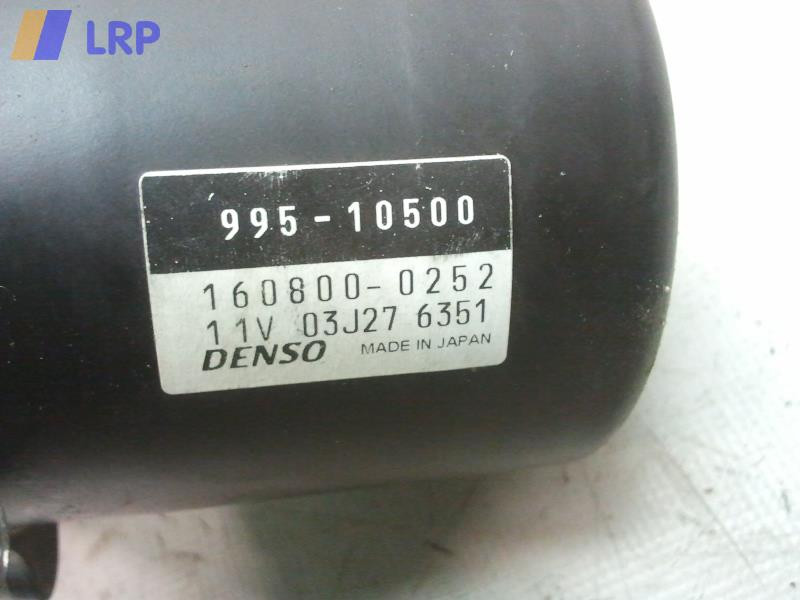 LRP
995-10500
160800-0252
11V 03J27 6351
DENSO MADE IN JAPAN